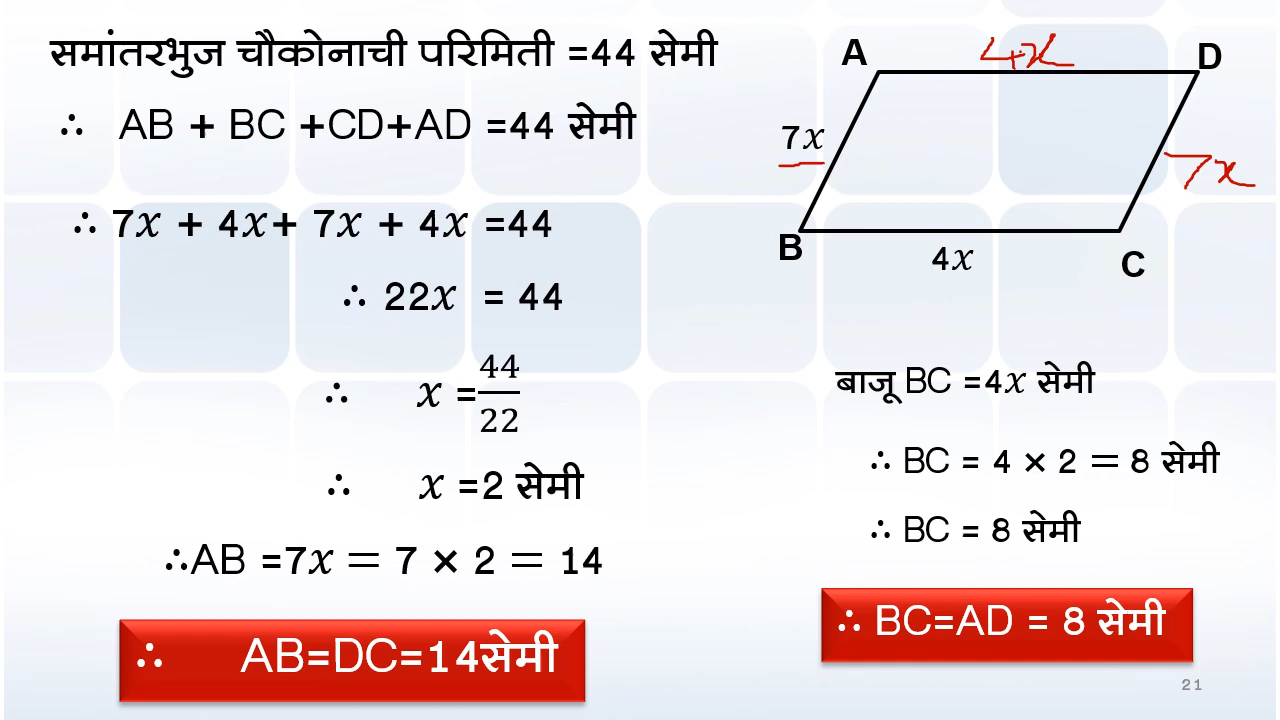 समांतरभुज चौकोनाची परिमिती =44 सेमी
∴ AB + BC +CD+AD =44 सेमी
∴ 7x + 4x+ 7x + 4x =44
∴ 22x = 44
∴ x =44/22
∴ x =2 सेमी
∴AB =7x = 7 × 2 = 14
∴ AB=DC=14सेमी
A
4x
D
7x
7x
B
4x
C
बाजू BC =4x सेमी
∴ BC = 4 × 2 = 8 सेमी
∴ BC = 8 सेमी
∴ BC=AD = 8 सेमी
21